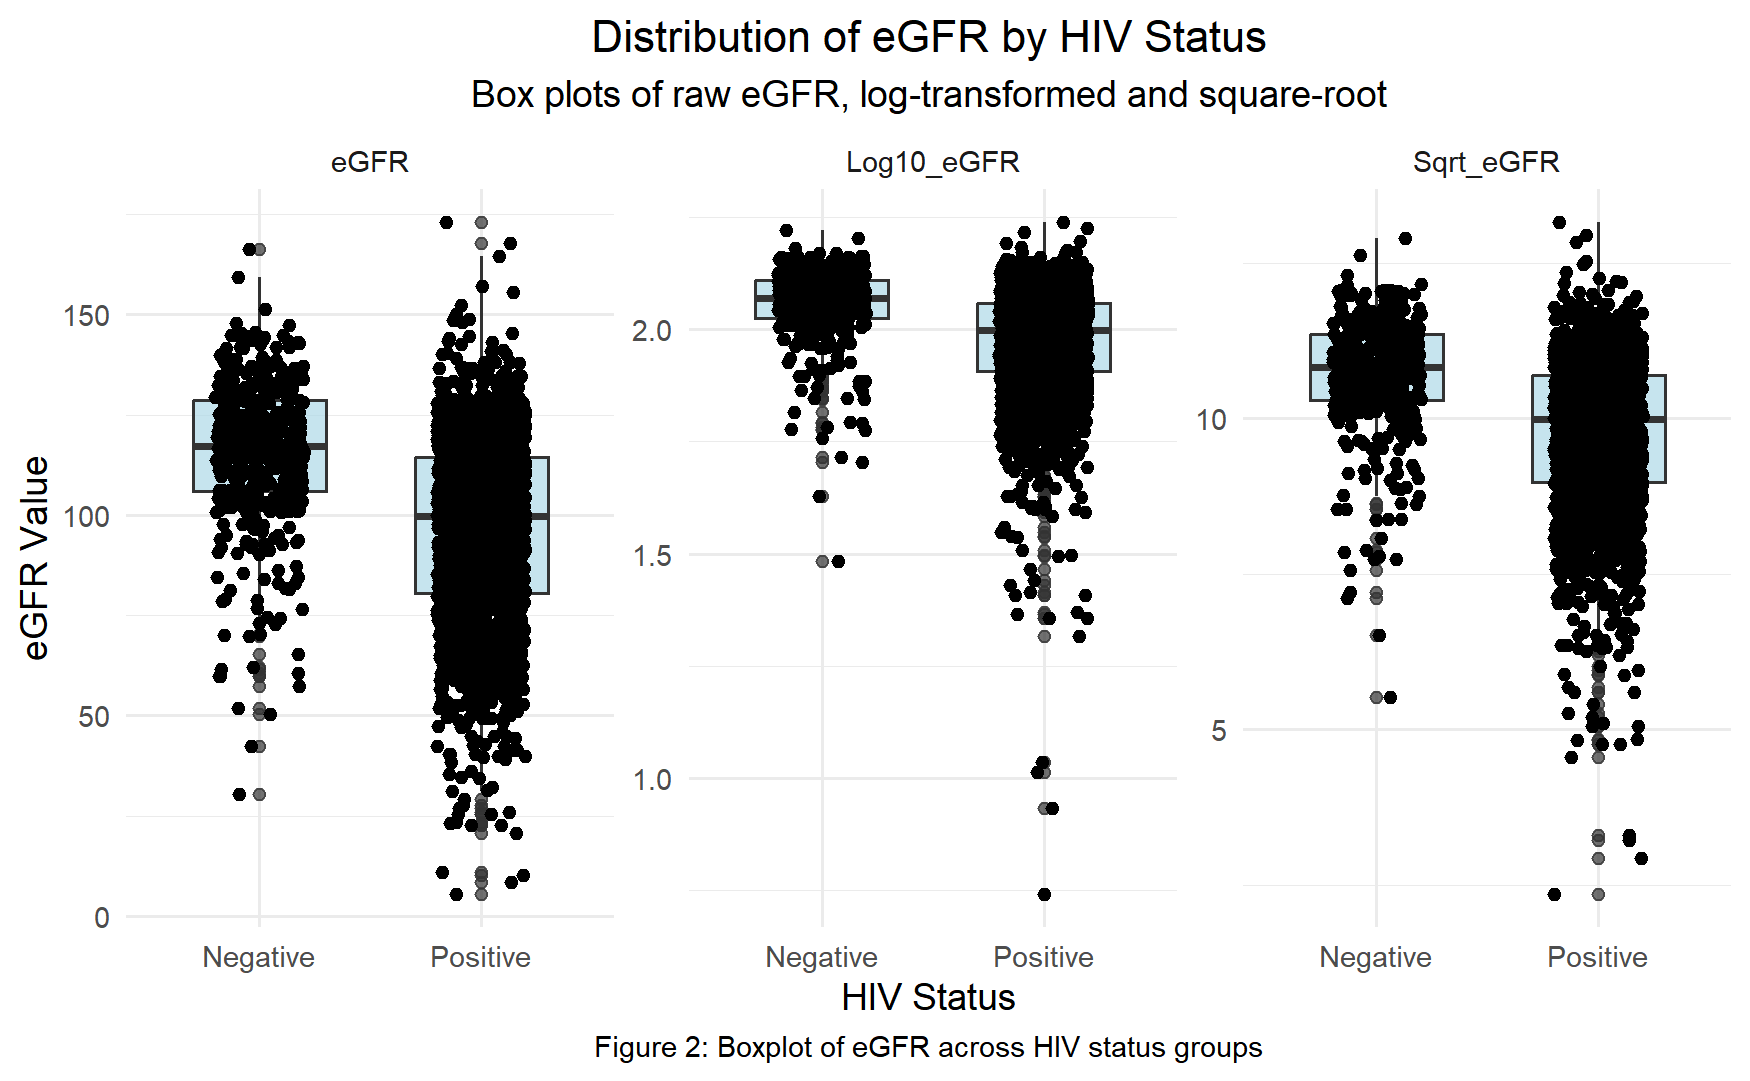 Distribution of eGFR by HIV Status
Box plots of raw eGFR, log-transformed and square-root
eGFR
Log10_eGFR
Sqrt_eGFR
eGFR Value
150
100
50
0
2.0
1.5
1.0
10
5
Negative
Positive
Negative
Positive
Negative
Positive
HIV Status
Figure 2: Boxplot of eGFR across HIV status groups